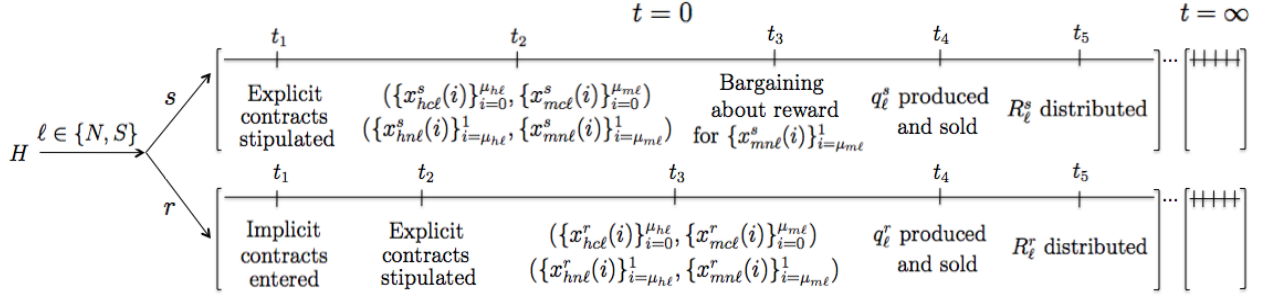 t = 0 t = ∞
t₁ t₂ t₃ t₄ t₅
Explicit contracts stipulated
({x^s_{hcℓ}(i)}^{μ_{hℓ}}_{i=0}, {x^s_{mcℓ}(i)}^{μ_{mℓ}}_{i=0})
({x^s_{hnℓ}(i)}^1_{i=μ_{hℓ}}, {x^s_{mnℓ}(i)}^1_{i=μ_{mℓ}})
Bargaining
about reward
for {x^s_{mnℓ}(i)}^1_{i=μ_{mℓ}}
q^s_ℓ produced
and sold
R^s_ℓ distributed
...
s
H ℓ ∈ {N, S}
r
t₁ t₂ t₃ t₄ t₅
Implicit
contracts
entered
Explicit
contracts
stipulated
({x^r_{hcℓ}(i)}^{μ_{hℓ}}_{i=0}, {x^r_{mcℓ}(i)}^{μ_{mℓ}}_{i=0})
({x^r_{hnℓ}(i)}^1_{i=μ_{hℓ}}, {x^r_{mnℓ}(i)}^1_{i=μ_{mℓ}})
q^r_ℓ produced
and sold
R^r_ℓ distributed
...